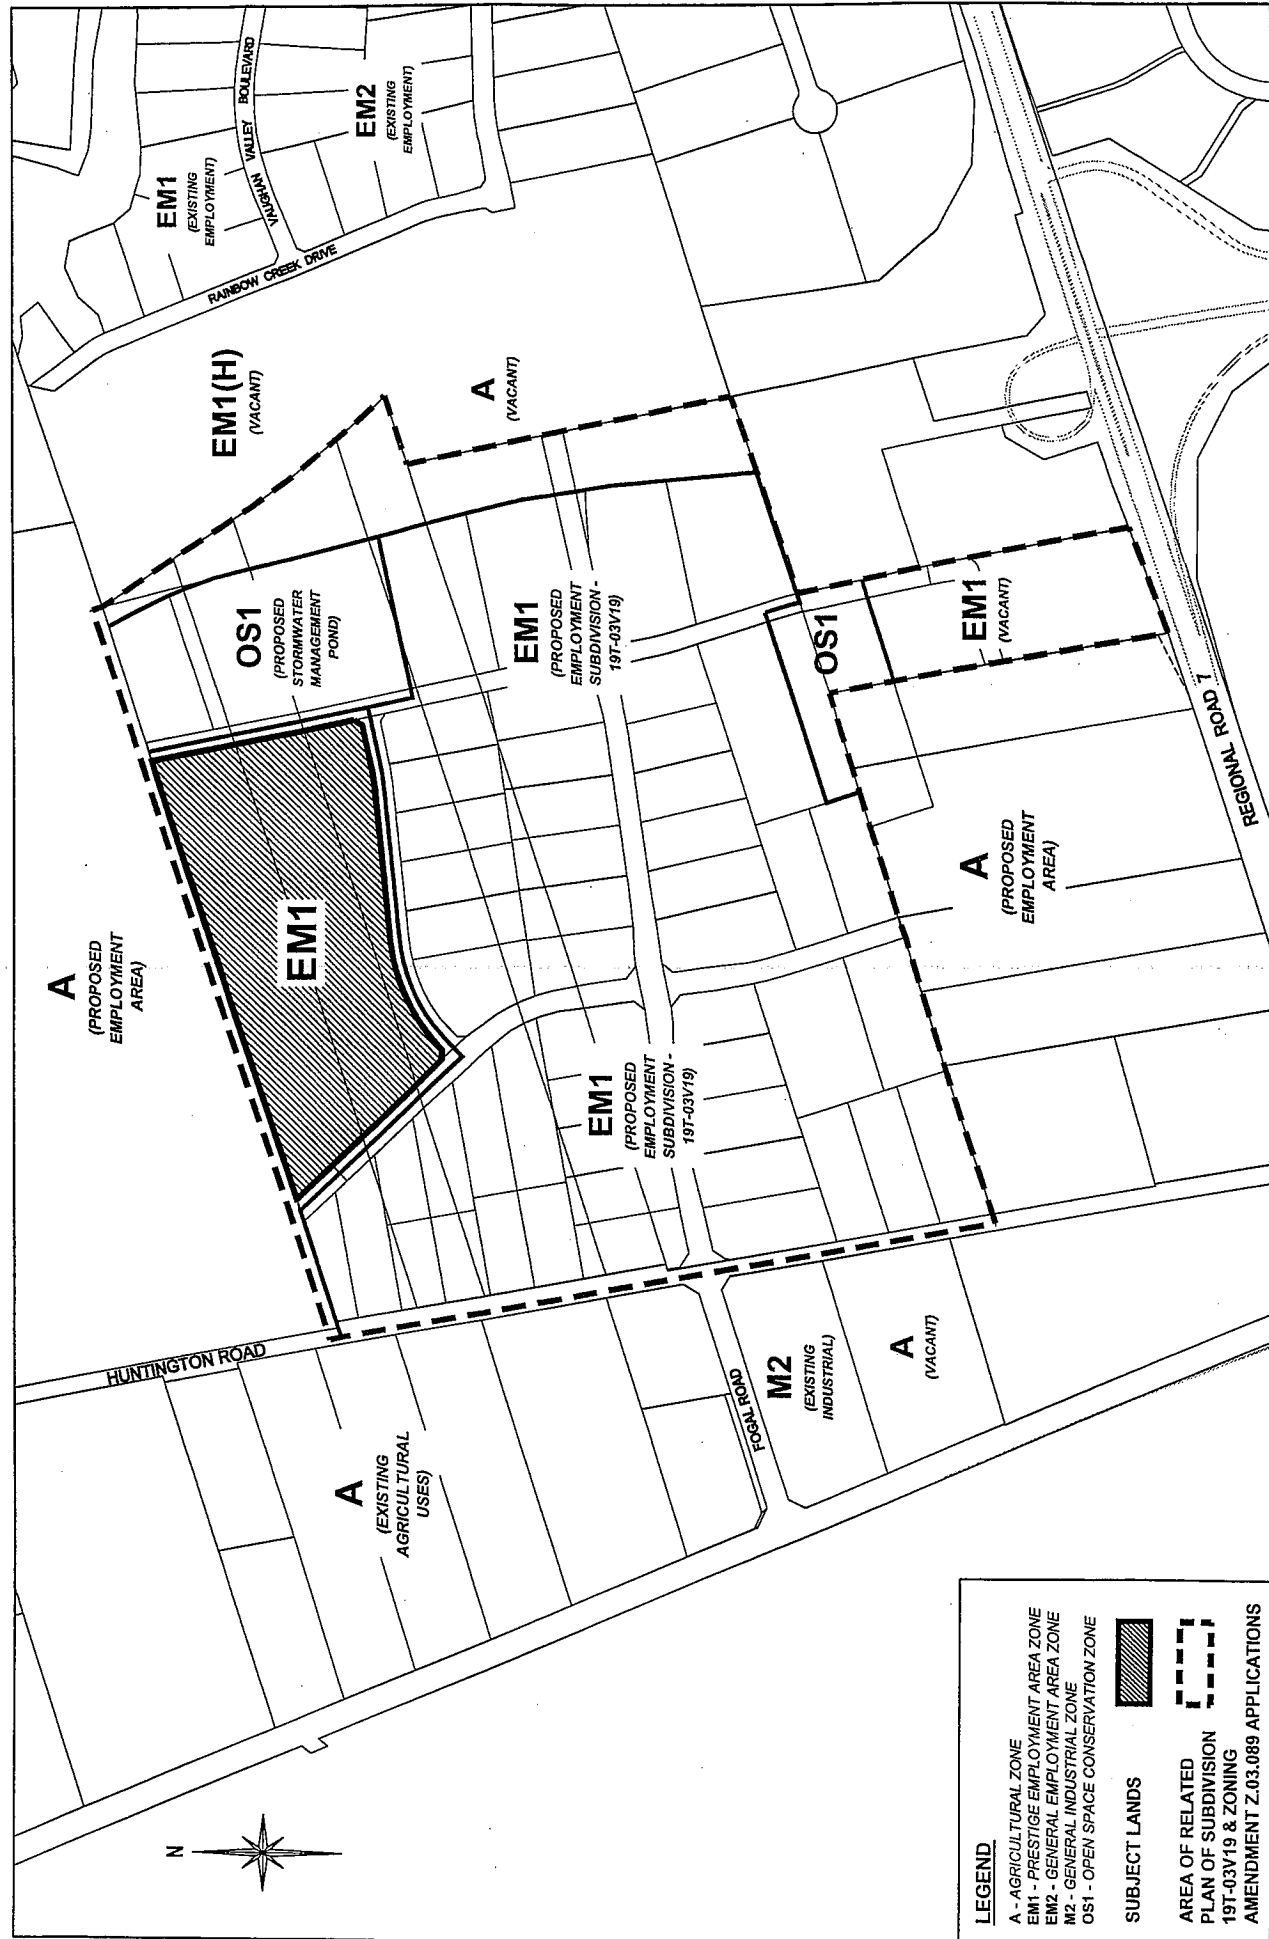 A
(PROPOSED
EMPLOYMENT
AREA)
EM1
(EXISTING
EMPLOYMENT)
VAUGHAN VALLEY BOULEVARD
EM2
(EXISTING
EMPLOYMENT)
RAINBOW CREEK DRIVE
EM1(H)
(VACANT)
A
(VACANT)
OS1
(PROPOSED
STORMWATER
MANAGEMENT
POND)
EM1
EM1
(PROPOSED
EMPLOYMENT
SUBDIVISION -
19T-03V19)
EM1
(PROPOSED
EMPLOYMENT
SUBDIVISION -
19T-03V19)
OS1
EM1
(VACANT)
A
(PROPOSED
EMPLOYMENT
AREA)
REGIONAL ROAD 7
HUNTINGTON ROAD
A
(EXISTING
AGRICULTURAL
USES)
FOGAL ROAD
M2
(EXISTING
INDUSTRIAL)
A
(VACANT)
N
LEGEND
A - AGRICULTURAL ZONE
EM1 - PRESTIGE EMPLOYMENT AREA ZONE
EM2 - GENERAL EMPLOYMENT AREA ZONE
M2 - GENERAL INDUSTRIAL ZONE
OS1 - OPEN SPACE CONSERVATION ZONE
SUBJECT LANDS
AREA OF RELATED
PLAN OF SUBDIVISION
19T-03V19 & ZONING
AMENDMENT Z.03.089 APPLICATIONS